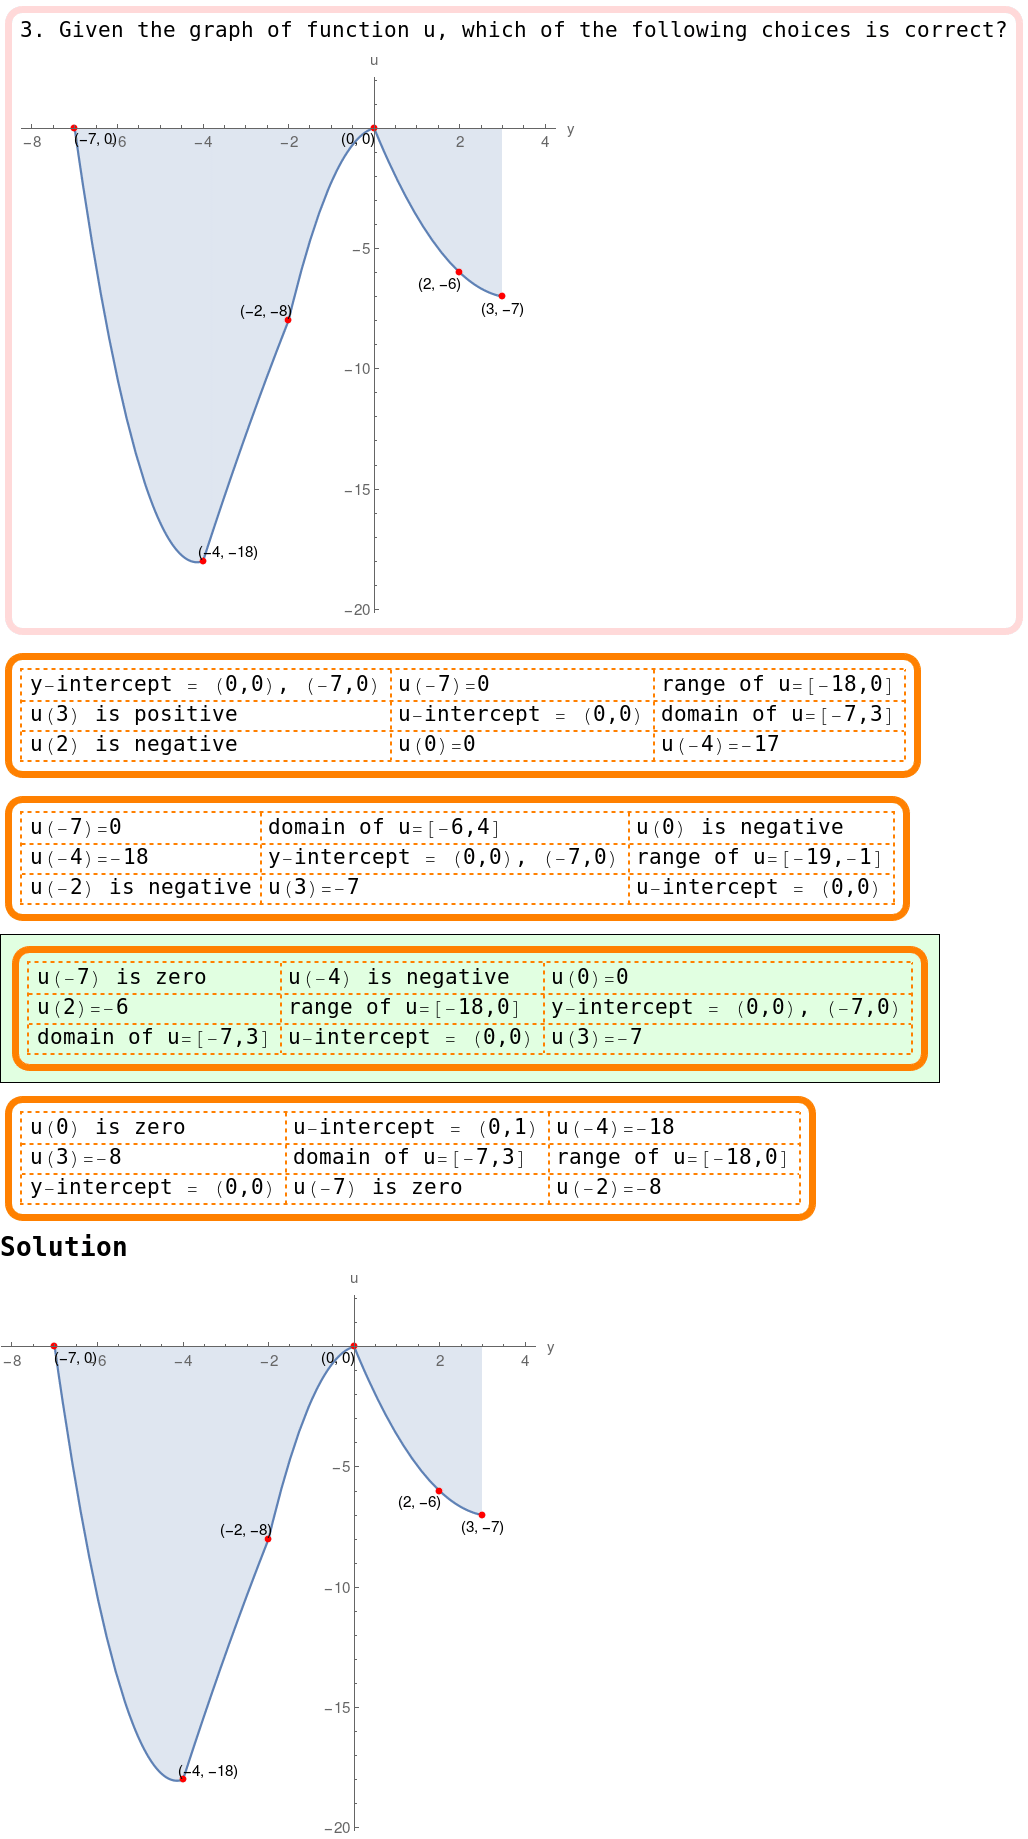 3. Given the graph of function u, which of the following choices is correct?
u
(−7, 0)
(0, 0)
y
−8 −6 −4 −2 2 4
−5
(2, −6)
(3, −7)
(−2, −8)
−10
−15
(−4, −18)
−20
y-intercept = (0,0), (-7,0) u(-7)=0 range of u=[-18,0]
u(3) is positive u-intercept = (0,0) domain of u=[-7,3]
u(2) is negative u(0)=0 u(-4)=-17
u(-7)=0 domain of u=[-6,4] u(0) is negative
u(-4)=-18 y-intercept = (0,0), (-7,0) range of u=[-19,-1]
u(-2) is negative u(3)=-7 u-intercept = (0,0)
u(-7) is zero u(-4) is negative u(0)=0
u(2)=-6 range of u=[-18,0] y-intercept = (0,0), (-7,0)
domain of u=[-7,3] u-intercept = (0,0) u(3)=-7
u(0) is zero u-intercept = (0,1) u(-4)=-18
u(3)=-8 domain of u=[-7,3] range of u=[-18,0]
y-intercept = (0,0) u(-7) is zero u(-2)=-8
Solution
u
(−7, 0)
(0, 0)
y
−8 −6 −4 −2 2 4
−5
(2, −6)
(3, −7)
(−2, −8)
−10
−15
(−4, −18)
−20